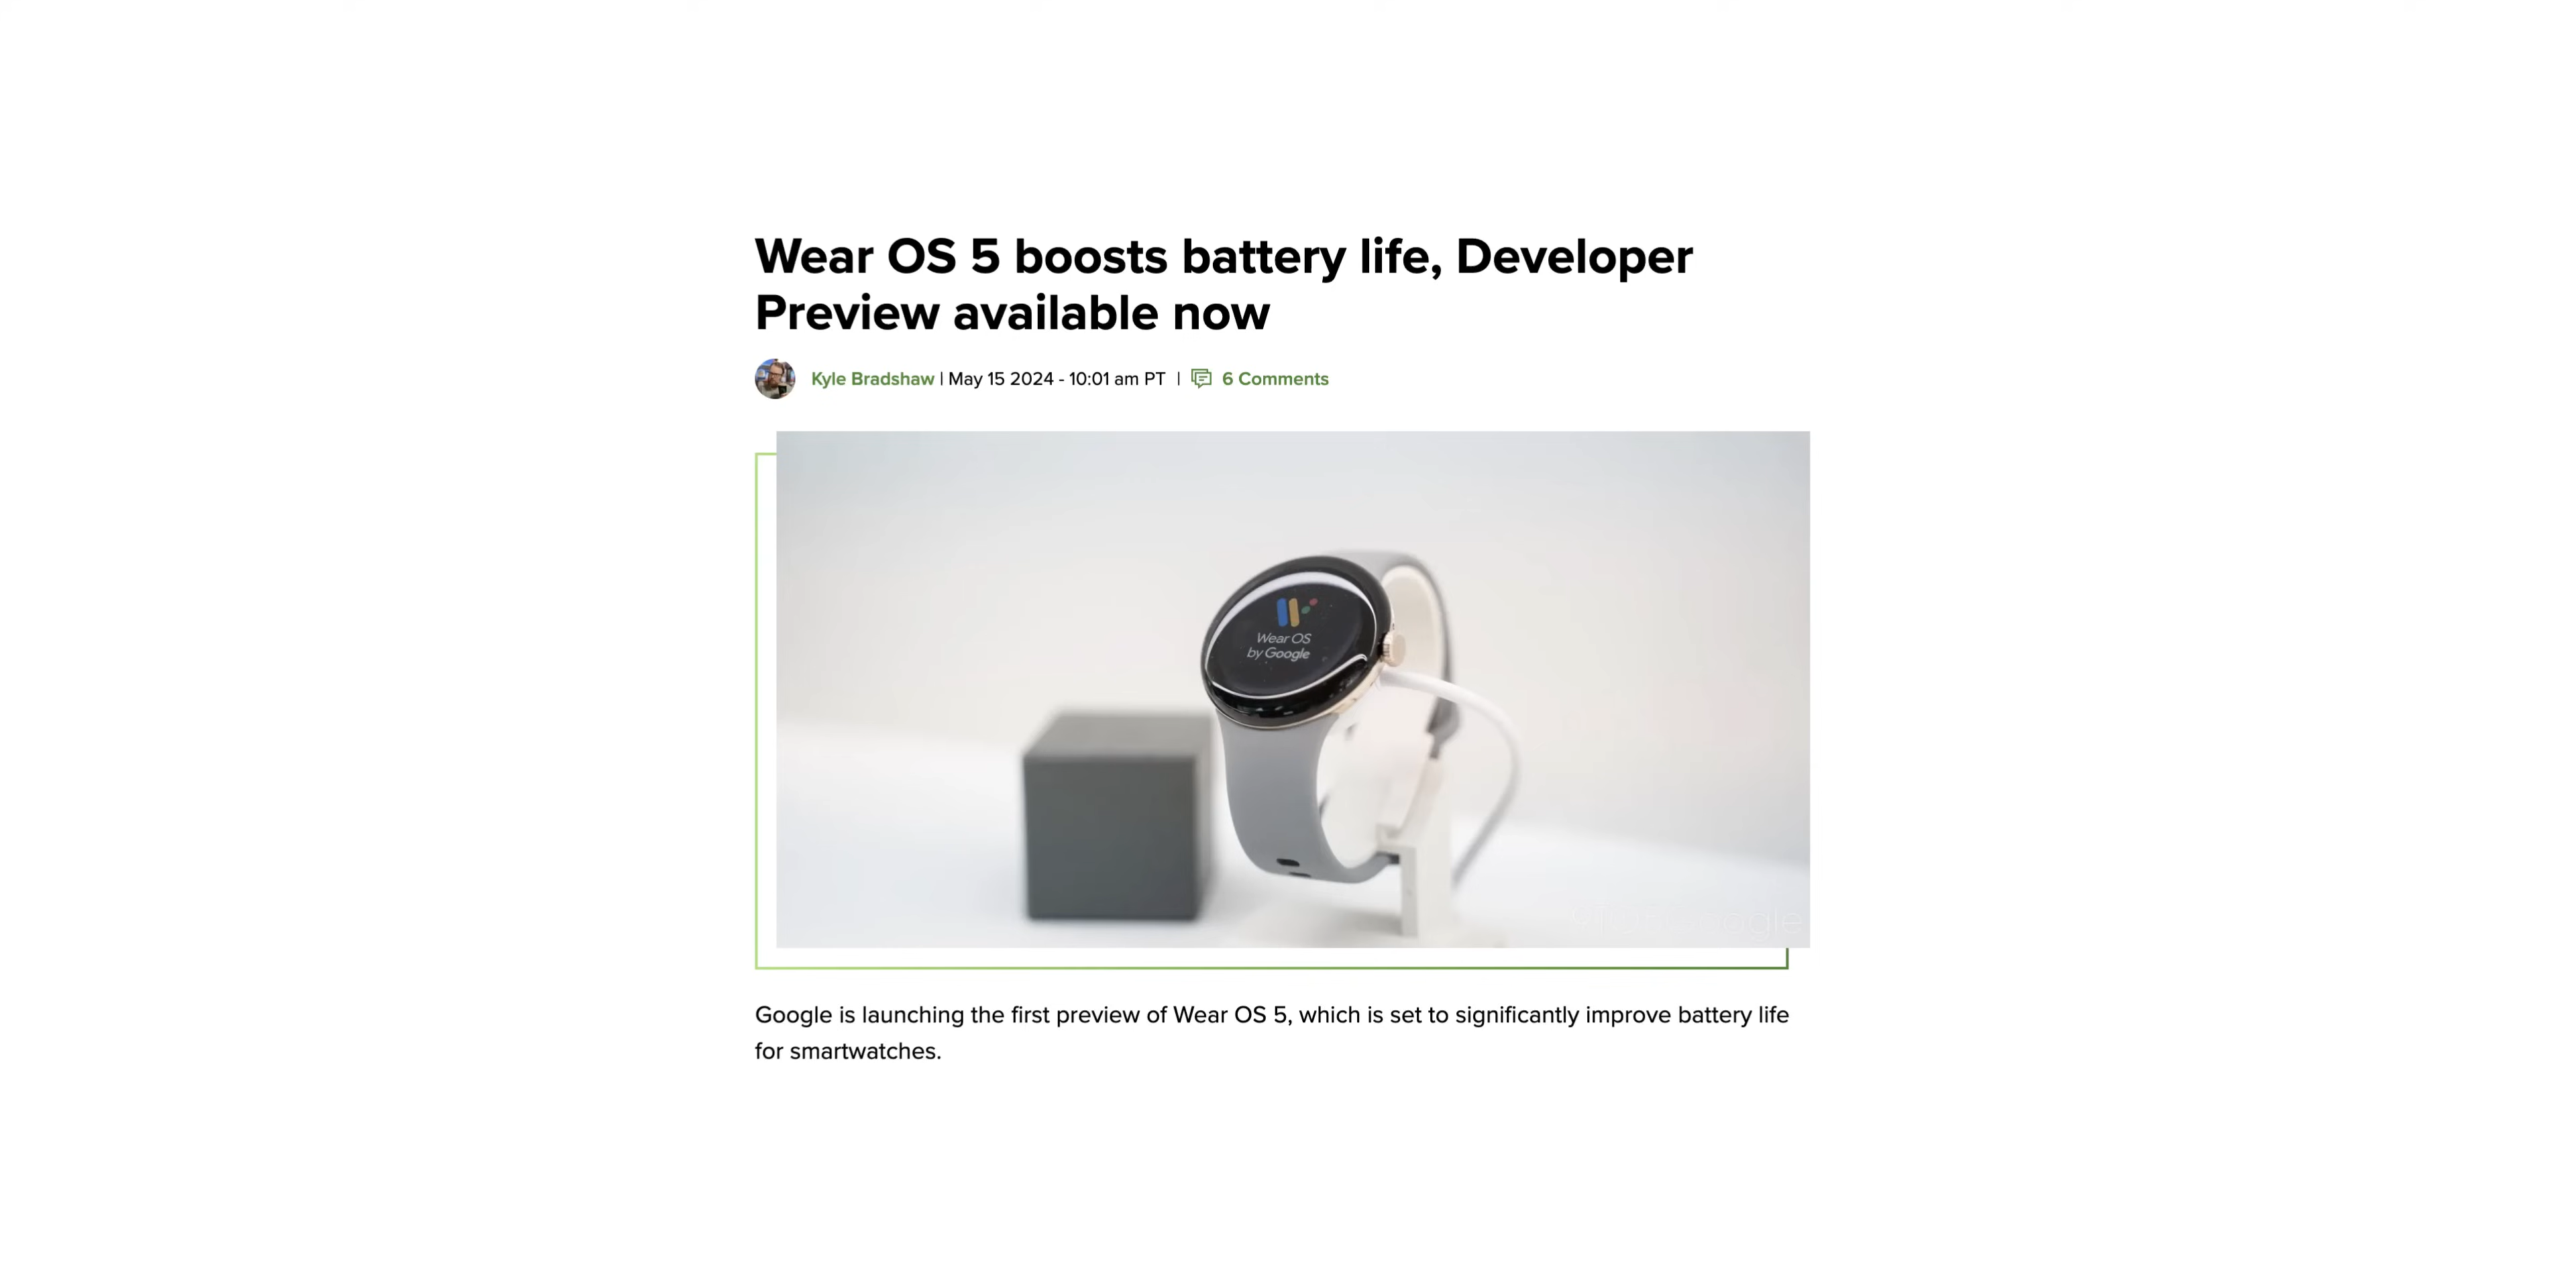 Wear OS 5 boosts battery life, Developer
Preview available now
Kyle Bradshaw | May 15 2024 - 10:01 am PT | 6 Comments
Wear OS
by Google
Google is launching the first preview of Wear OS 5, which is set to significantly improve battery life
for smartwatches.